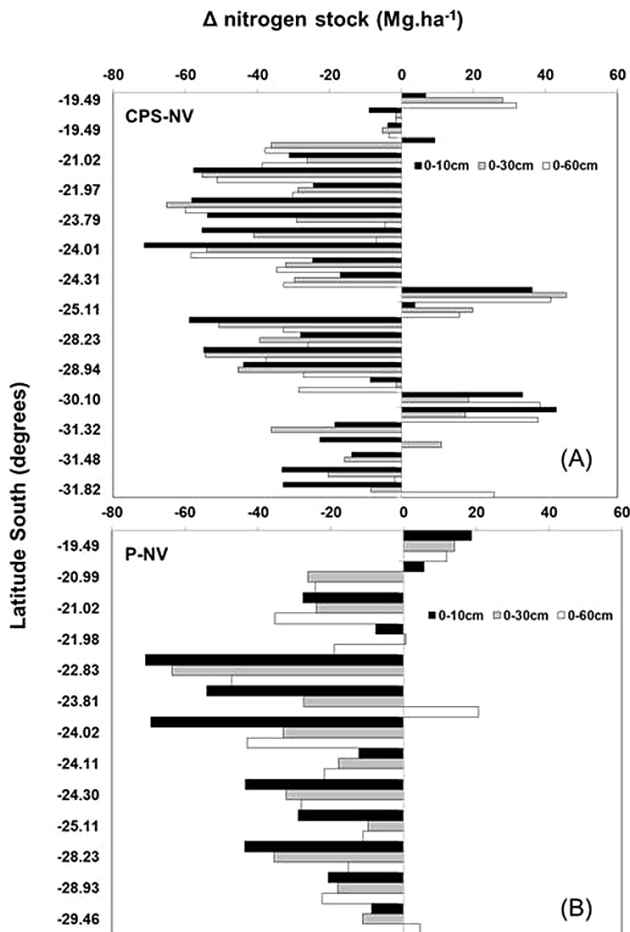 Δ nitrogen stock (Mg.ha-1)
-80 -60 -40 -20 0 20 40 60
CPS-NV
0-10cm 0-30cm 0-60cm
-19.49
-19.49
-21.02
-21.97
-23.79
-24.01
-24.31
-25.11
-28.23
-28.94
-30.10
-31.32
-31.48
-31.82
(A)
Latitude South (degrees)
-80 -60 -40 -20 0 20 40 60
P-NV
0-10cm 0-30cm 0-60cm
-19.49
-20.99
-21.02
-21.98
-22.83
-23.81
-24.02
-24.11
-24.30
-25.11
-28.23
-28.93
-29.46
(B)